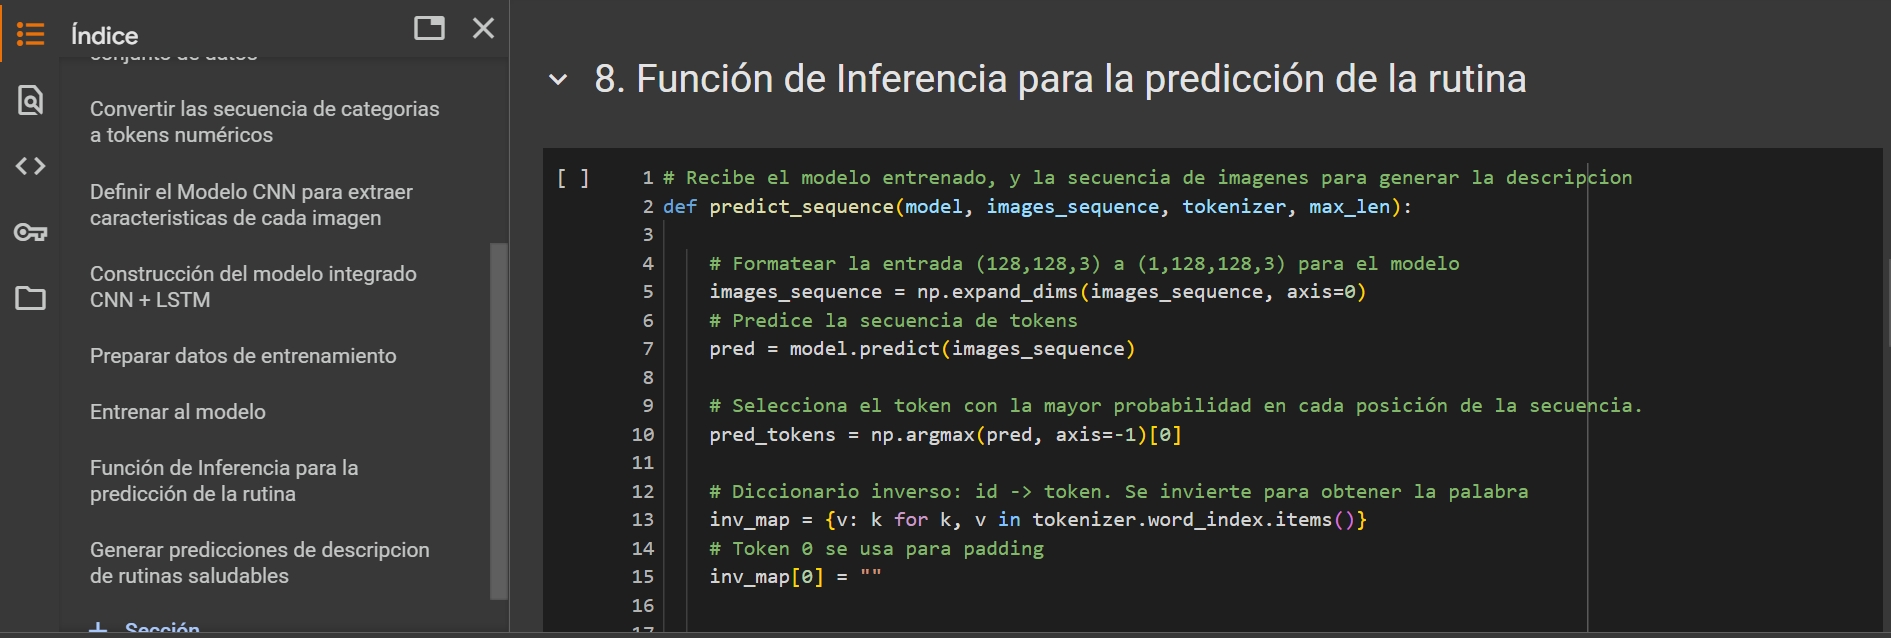 Índice
conjunto de datos
Convertir las secuencia de categorias
a tokens numéricos
Definir el Modelo CNN para extraer
caracteristicas de cada imagen
Construcción del modelo integrado
CNN + LSTM
Preparar datos de entrenamiento
Entrenar al modelo
Función de Inferencia para la
predicción de la rutina
Generar predicciones de descripcion
de rutinas saludables
+ Sección
8. Función de Inferencia para la predicción de la rutina
[ ]
1 # Recibe el modelo entrenado, y la secuencia de imagenes para generar la descripcion
2 def predict_sequence(model, images_sequence, tokenizer, max_len):
3
4 # Formatear la entrada (128,128,3) a (1,128,128,3) para el modelo
5 images_sequence = np.expand_dims(images_sequence, axis=0)
6 # Predice la secuencia de tokens
7 pred = model.predict(images_sequence)
8
9 # Selecciona el token con la mayor probabilidad en cada posición de la secuencia.
10 pred_tokens = np.argmax(pred, axis=-1)[0]
11
12 # Diccionario inverso: id -> token. Se invierte para obtener la palabra
13 inv_map = {v: k for k, v in tokenizer.word_index.items()}
14 # Token 0 se usa para padding
15 inv_map[0] = ""
16
17